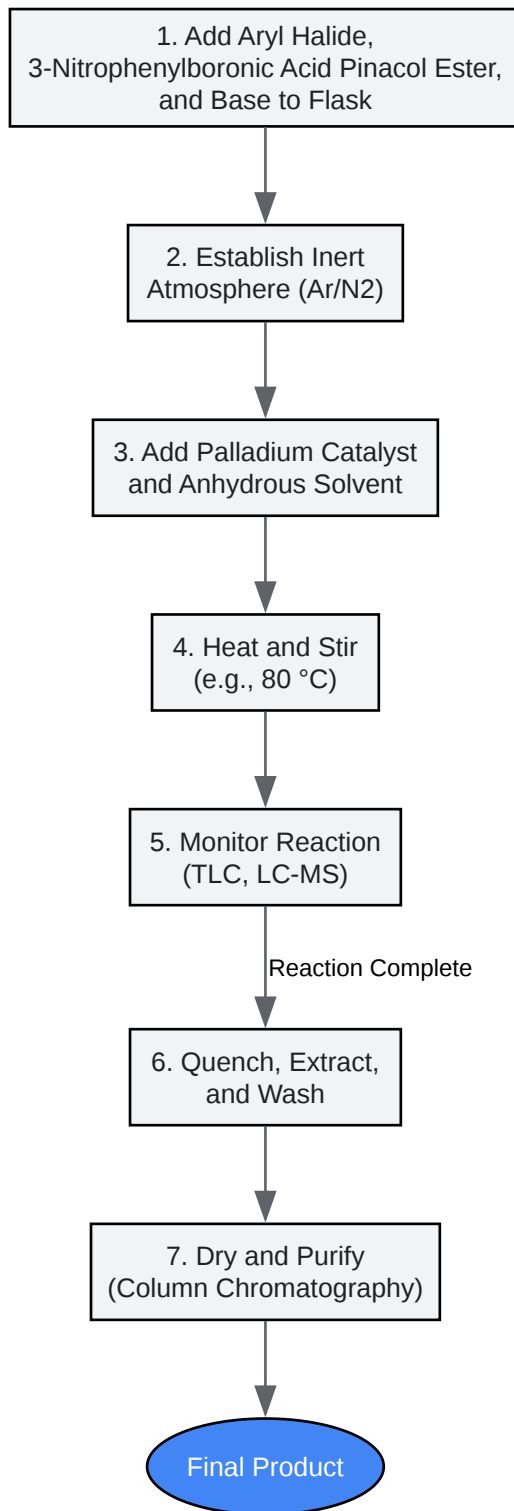 1. Add Aryl Halide,
3-Nitrophenylboronic Acid Pinacol Ester,
and Base to Flask
2. Establish Inert
Atmosphere (Ar/N2)
3. Add Palladium Catalyst
and Anhydrous Solvent
4. Heat and Stir
(e.g., 80 °C)
5. Monitor Reaction
(TLC, LC-MS)
Reaction Complete
6. Quench, Extract,
and Wash
7. Dry and Purify
(Column Chromatography)
Final Product